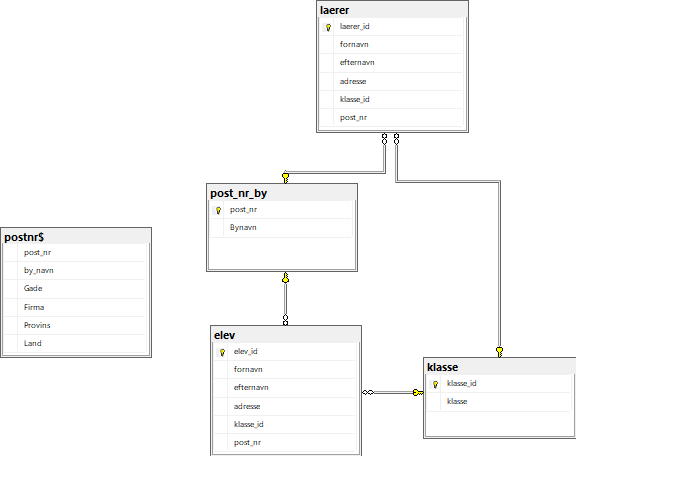 laerer
laerer_id
fornavn
efternavn
adresse
klasse_id
post_nr
post_nr_by
post_nr
Bynavn
postnr$
post_nr
by_navn
Gade
Firma
Provins
Land
elev
elev_id
fornavn
efternavn
adresse
klasse_id
post_nr
klasse
klasse_id
klasse